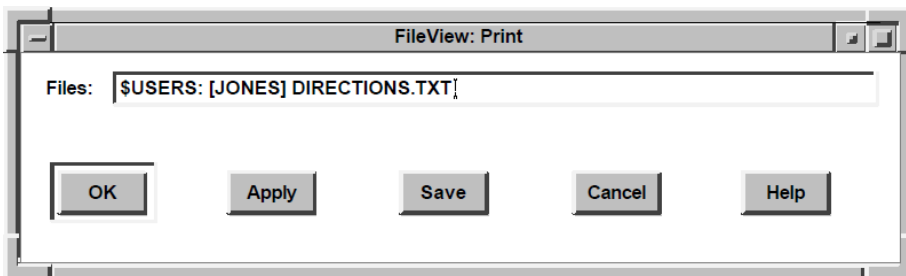 FileView: Print
Files: $USERS: [JONES] DIRECTIONS.TXT
OK Apply Save Cancel Help